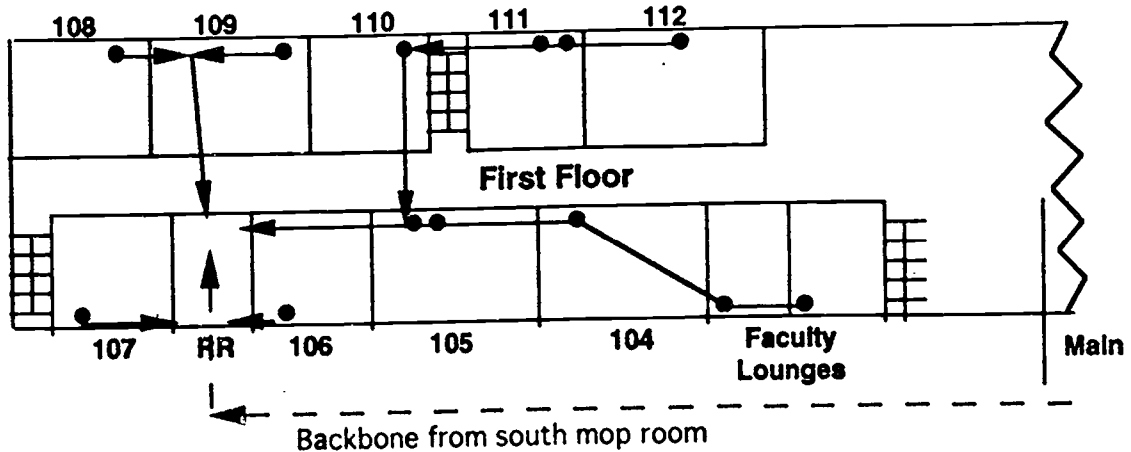 108 109 110 111 112
First Floor
107 RR 106 105 104 Faculty Lounges Main
Backbone from south mop room